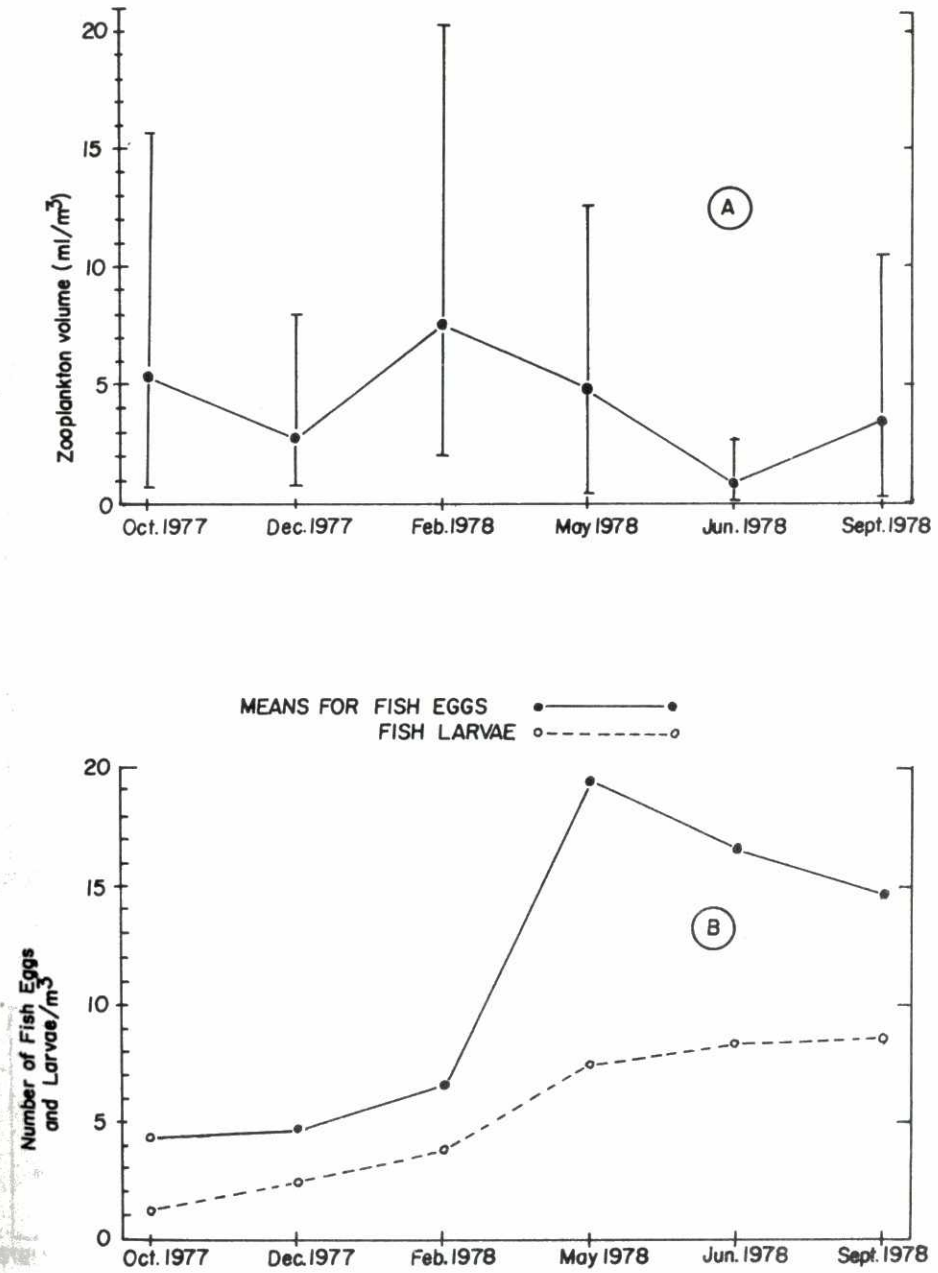 20
15
10
5
0
Zooplankton volume (ml/m³)
A
Oct. 1977 Dec. 1977 Feb. 1978 May 1978 Jun. 1978 Sept. 1978
MEANS FOR FISH EGGS
FISH LARVAE
20
15
10
5
0
Number of Fish Eggs
and Larvae/m³
B
Oct. 1977 Dec. 1977 Feb. 1978 May 1978 Jun. 1978 Sept. 1978